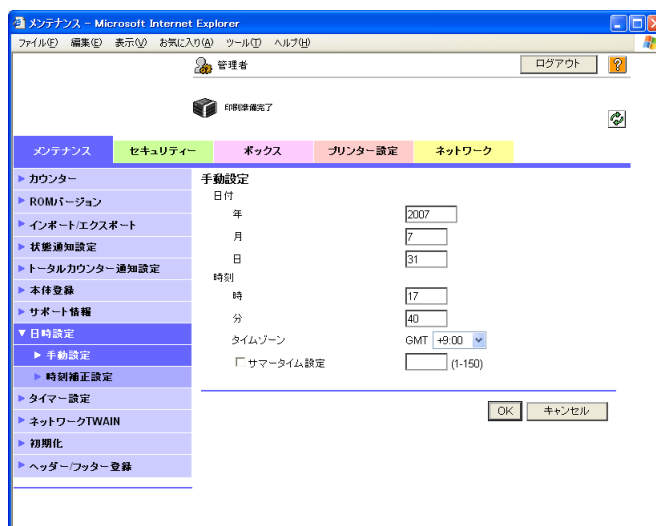 メンテナンス - Microsoft Internet Explorer
ファイル(F) 編集(E) 表示(V) お気に入り(A) ツール(T) ヘルプ(H)
管理者
ログアウト
?
印刷準備完了
メンテナンス セキュリティー ボックス プリンター設定 ネットワーク
カウンター
ROMバージョン
インポート/エクスポート
状態通知設定
トータルカウンター通知設定
本体登録
サポート情報
日時設定
手動設定
時刻補正設定
タイマー設定
ネットワークTWAIN
初期化
ヘッダー/フッター登録
手動設定
日付
年 2007
月 7
日 31
時刻
時 17
分 40
タイムゾーン GMT +9:00
サマータイム設定 (1-150)
OK キャンセル